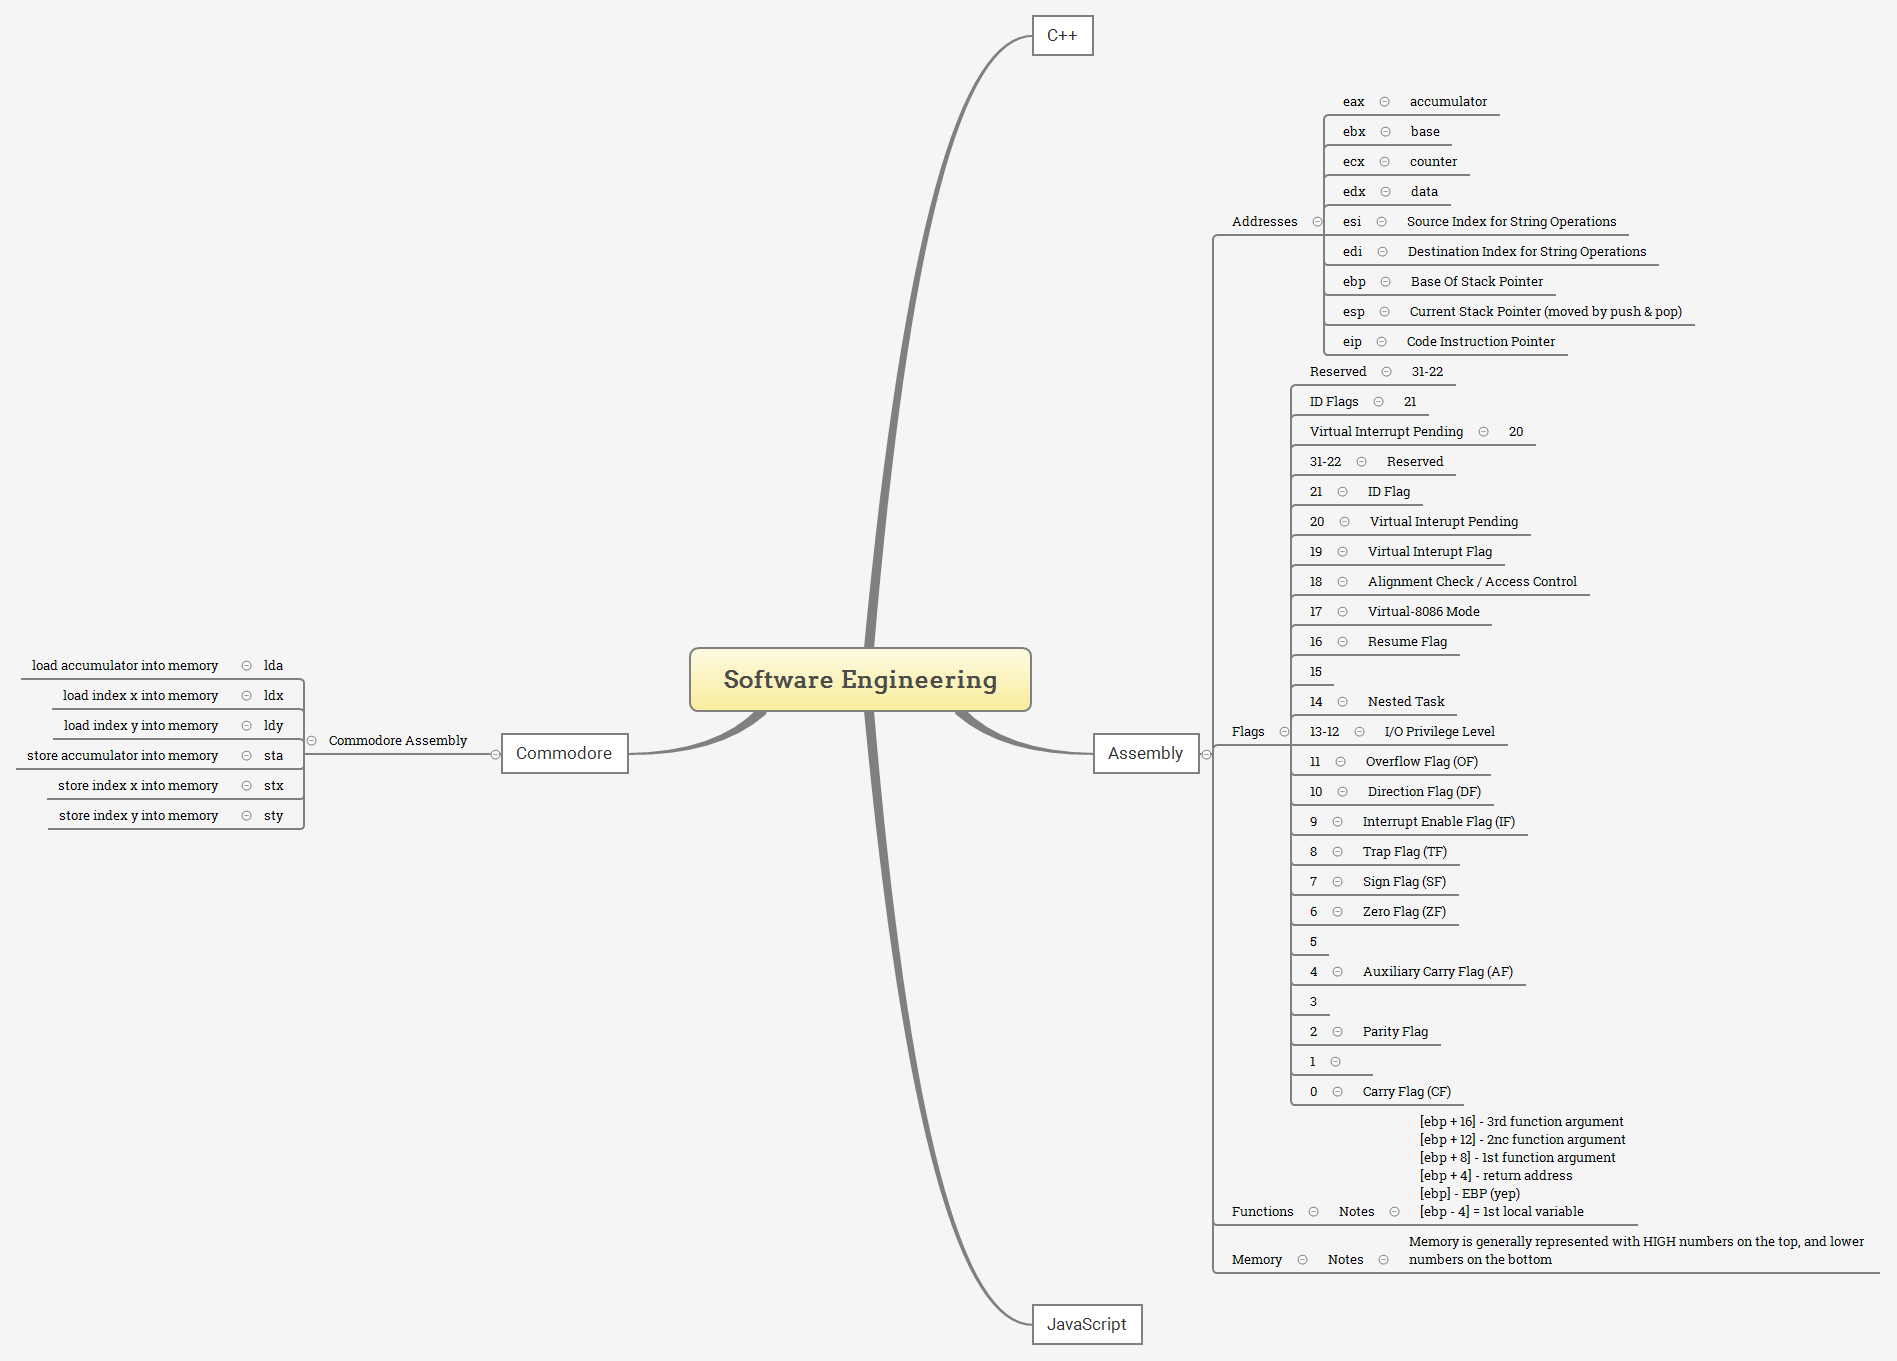 C++
eax accumulator
ebx base
ecx counter
edx data
Addresses esi Source Index for String Operations
edi Destination Index for String Operations
ebp Base Of Stack Pointer
esp Current Stack Pointer (moved by push & pop)
eip Code Instruction Pointer
Reserved 31-22
ID Flags 21
Virtual Interrupt Pending 20
31-22 Reserved
21 ID Flag
20 Virtual Interupt Pending
19 Virtual Interupt Flag
18 Alignment Check / Access Control
17 Virtual-8086 Mode
16 Resume Flag
15
14 Nested Task
Flags 13-12 I/O Privilege Level
11 Overflow Flag (OF)
10 Direction Flag (DF)
9 Interrupt Enable Flag (IF)
8 Trap Flag (TF)
7 Sign Flag (SF)
6 Zero Flag (ZF)
5
4 Auxiliary Carry Flag (AF)
3
2 Parity Flag
1
0 Carry Flag (CF)
[ebp + 16] - 3rd function argument
[ebp + 12] - 2nc function argument
[ebp + 8] - 1st function argument
[ebp + 4] - return address
[ebp] - EBP (yep)
Functions Notes [ebp - 4] = 1st local variable
Memory is generally represented with HIGH numbers on the top, and lower
Memory Notes numbers on the bottom
Software Engineering
Assembly
Commodore
Commodore Assembly
load accumulator into memory lda
load index x into memory ldx
load index y into memory ldy
store accumulator into memory sta
store index x into memory stx
store index y into memory sty
JavaScript